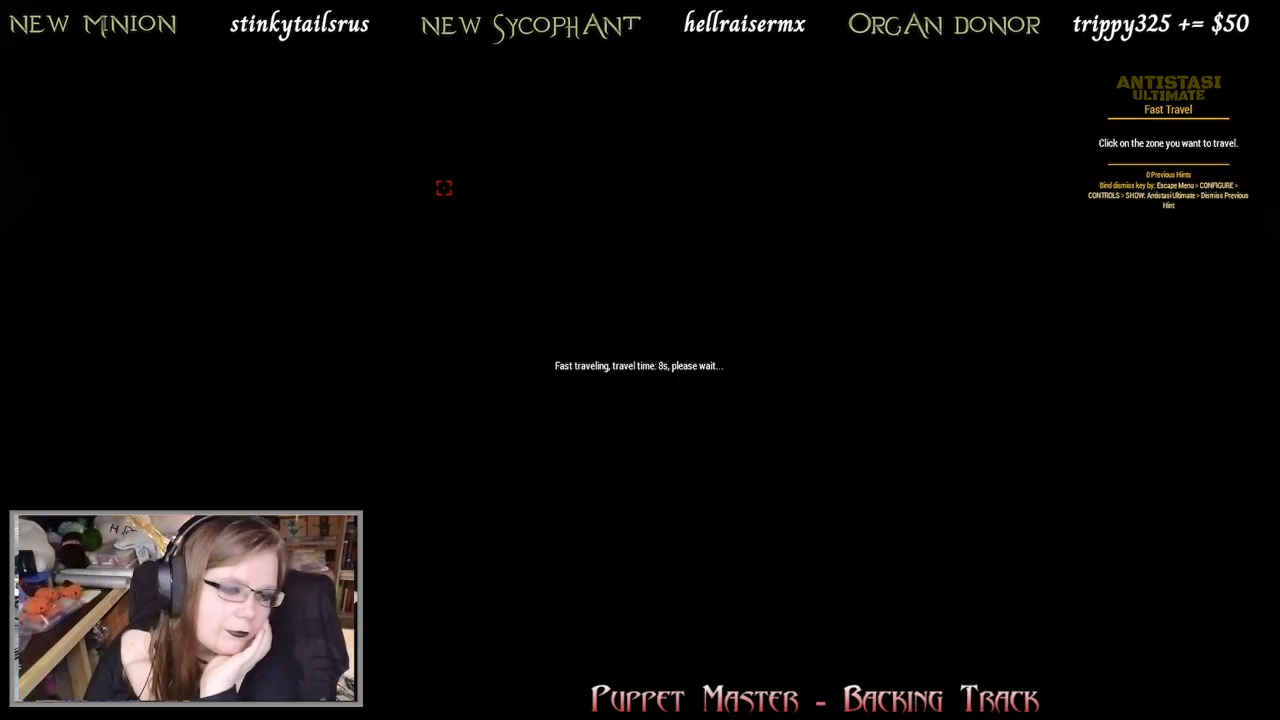 NEW MINION stinkytailsrus NEW SYCOPHANT hellraisermx ORGAN DONOR trippy325 += $50
ANTISTASI
ULTIMATE
Fast Travel
Click on the zone you want to travel.
0 Previous Hints
Bind dismiss key by: Escape Menu > CONFIGURE >
CONTROLS > SHOW: Antistasi Ultimate > Dismiss Previous
Hint
Fast traveling, travel time: 8s, please wait...
PUPPET MASTER - BACKING TRACK